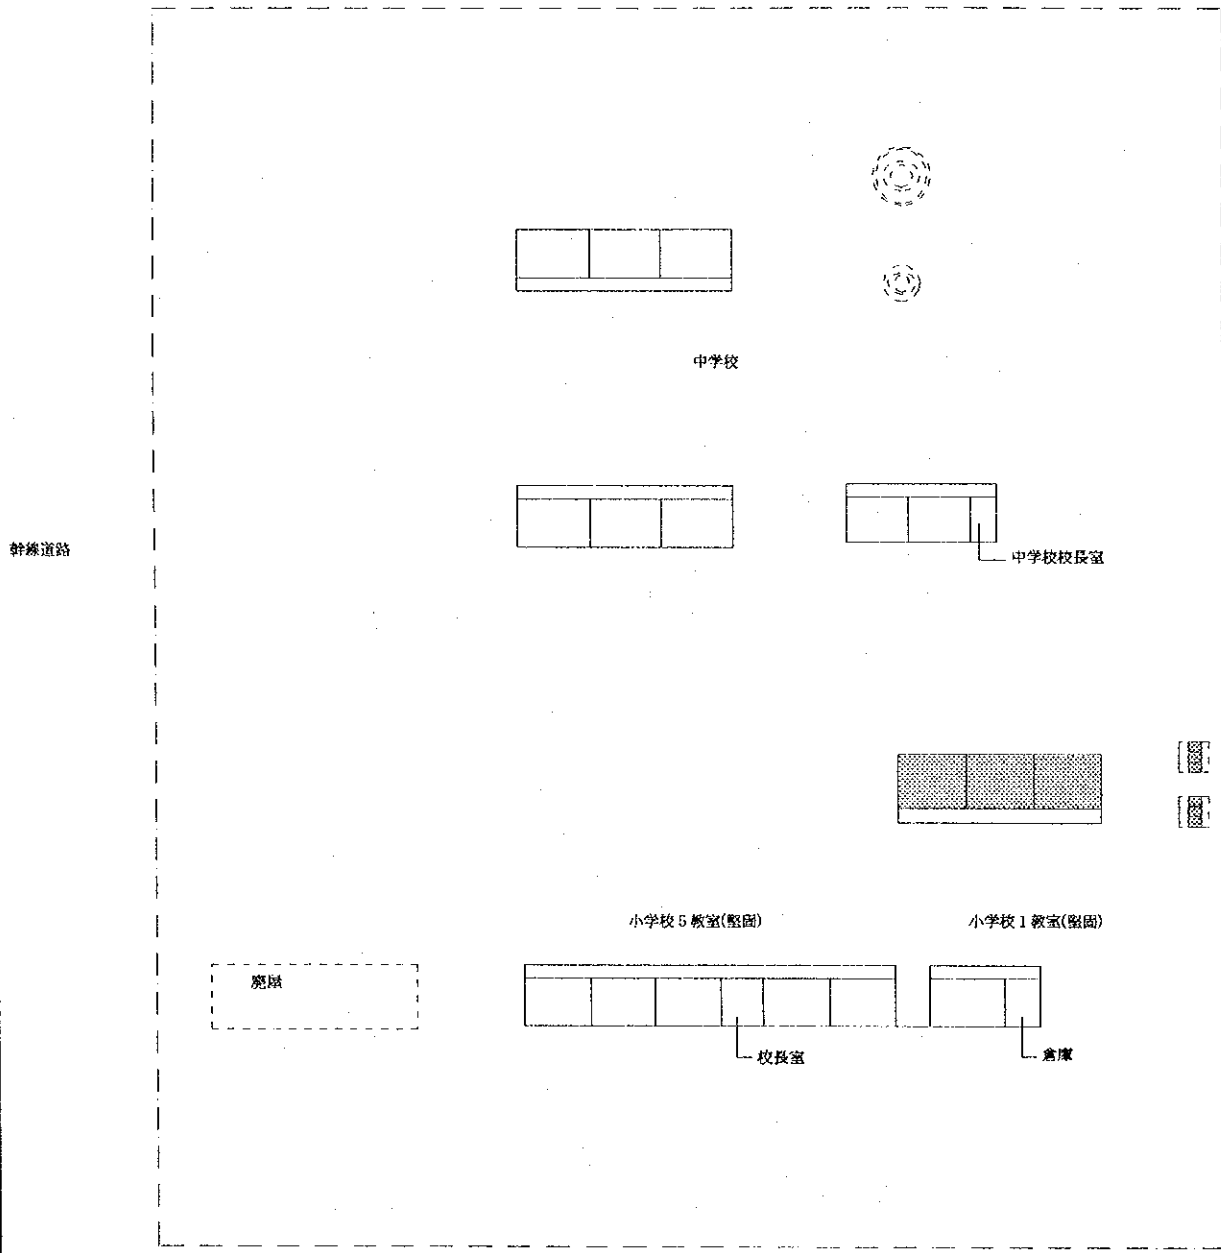 中学校
幹線道路
中学校校長室
小学校5教室(堅固)
小学校1教室(堅固)
廃屋
校長室
倉庫